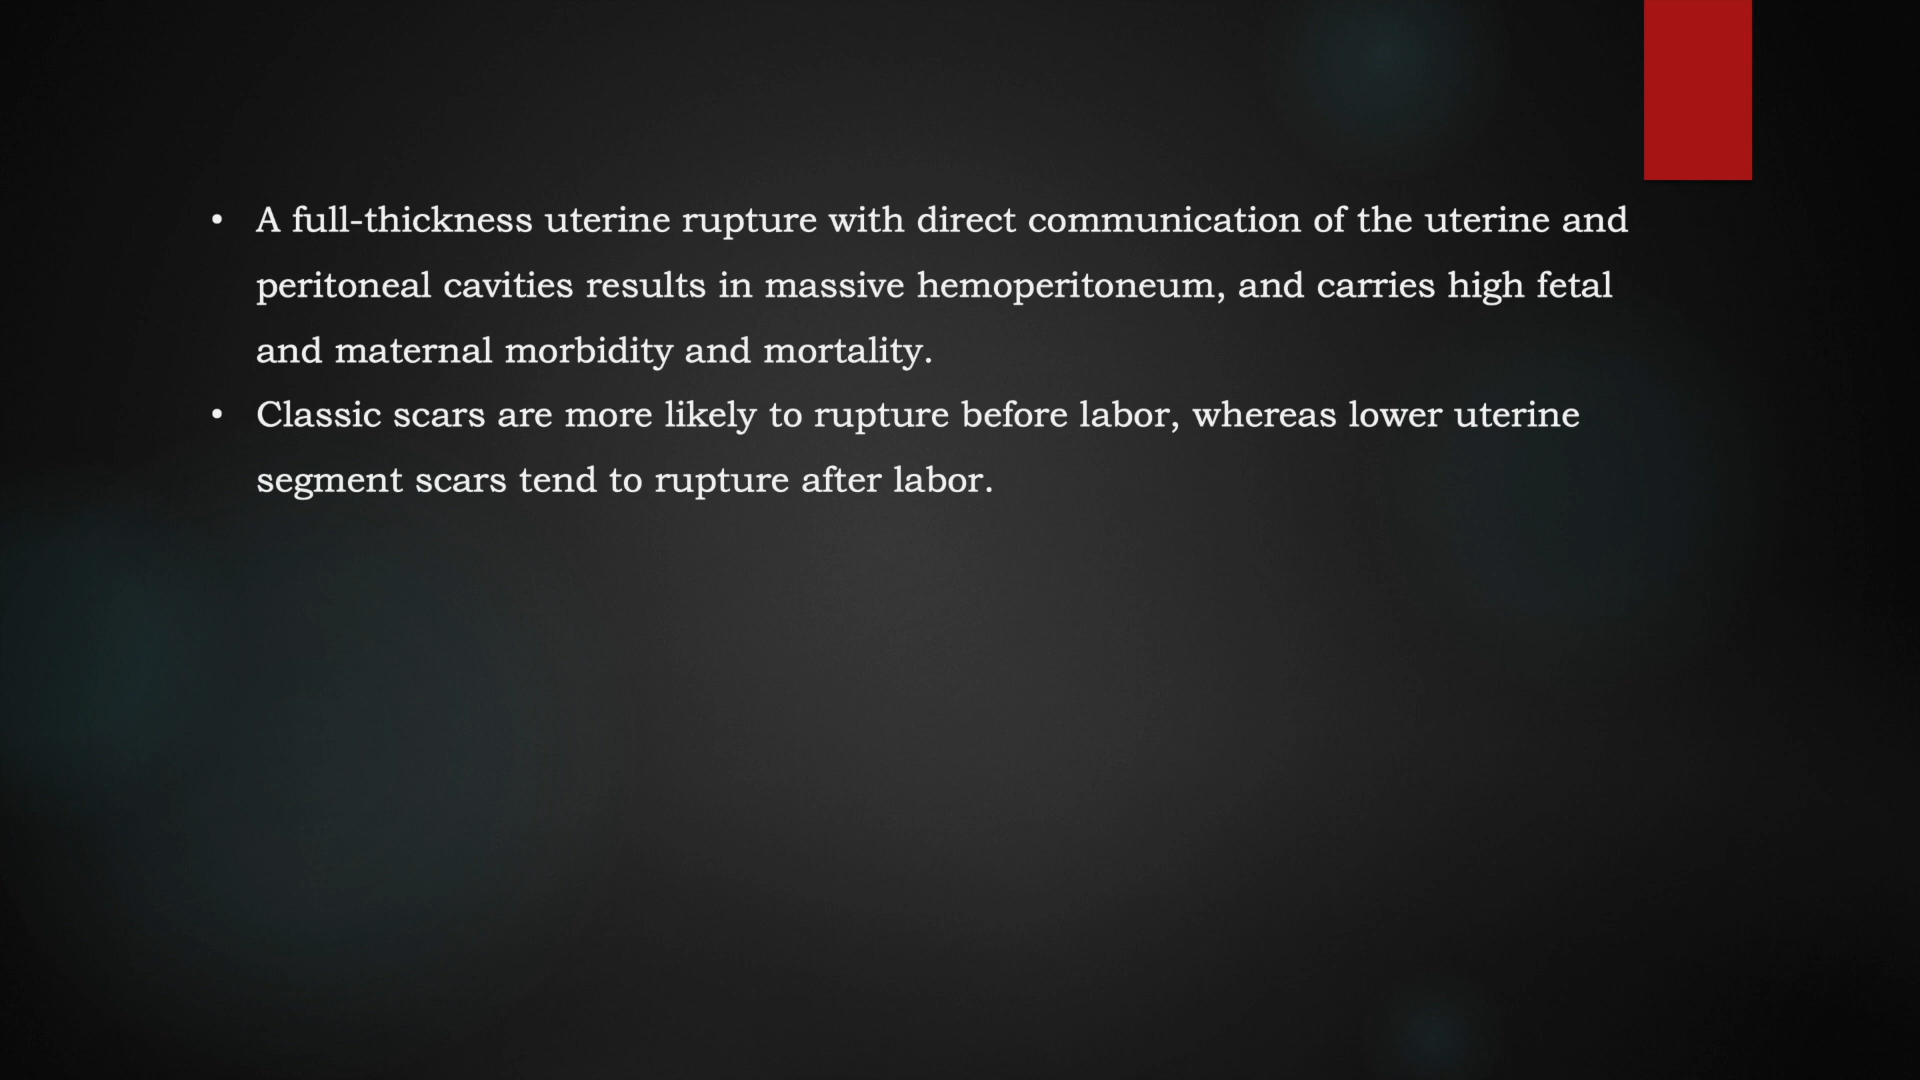 • A full-thickness uterine rupture with direct communication of the uterine and
peritoneal cavities results in massive hemoperitoneum, and carries high fetal
and maternal morbidity and mortality.
• Classic scars are more likely to rupture before labor, whereas lower uterine
segment scars tend to rupture after labor.